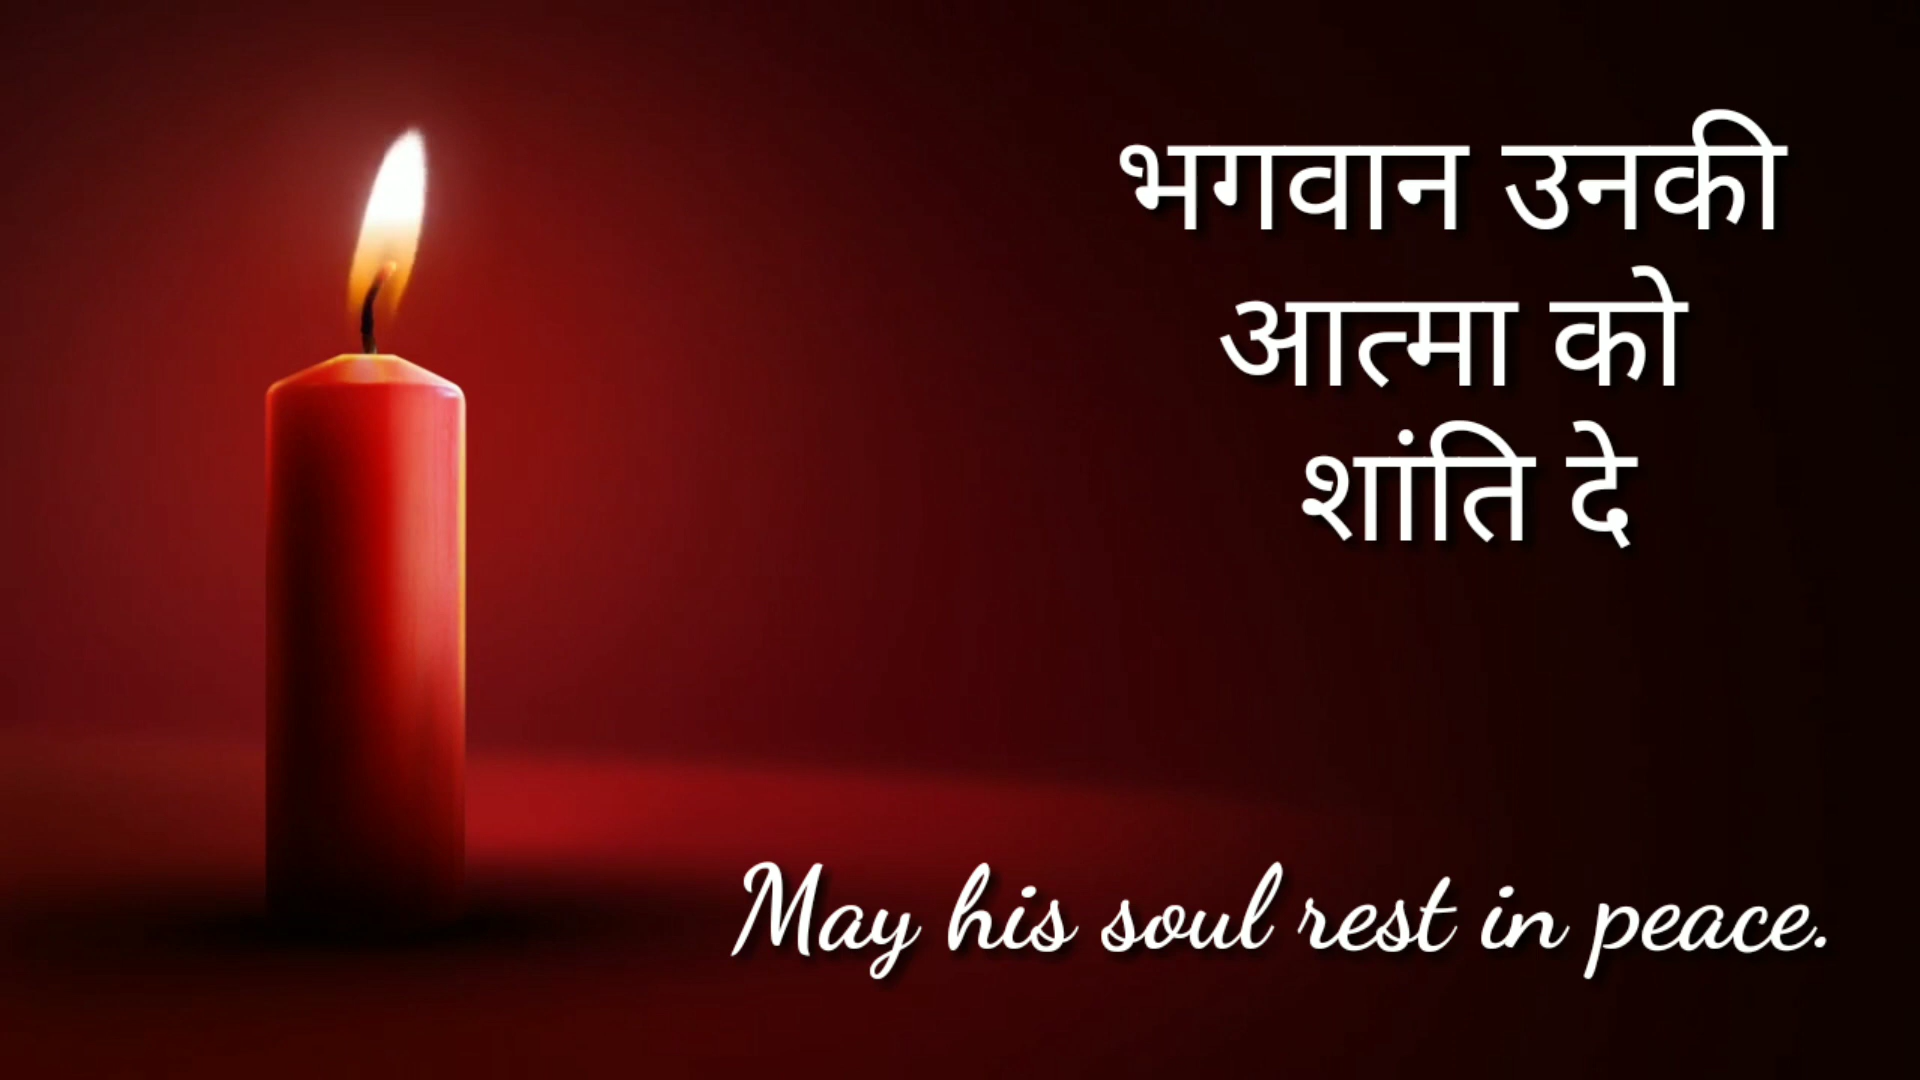 भगवान उनकी
आत्मा को
शांति दे
May his soul rest in peace.